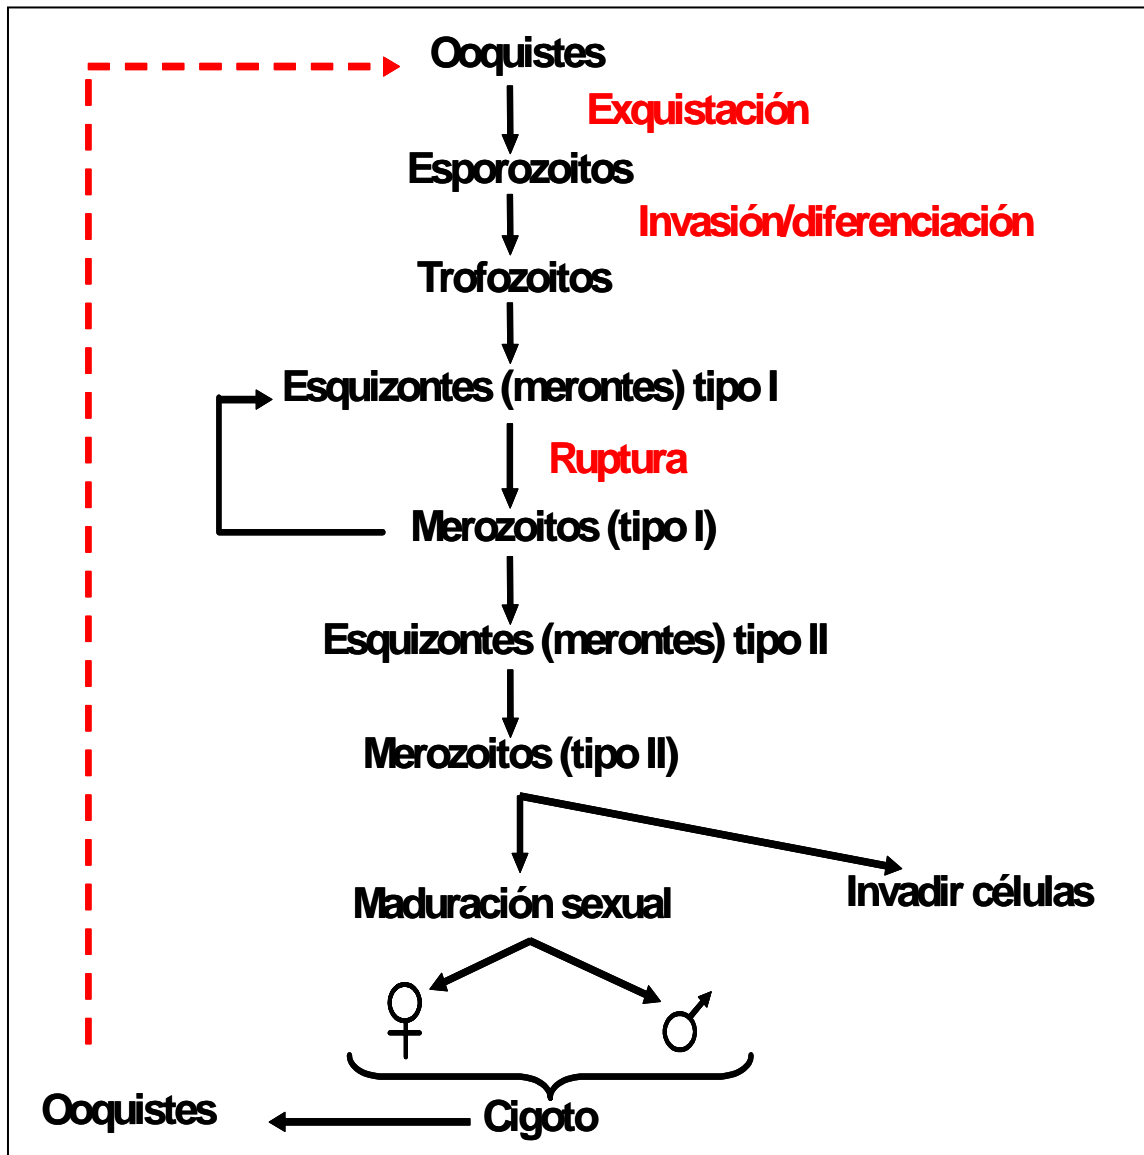 Ooquistes
Exquistación
Esporozoitos
Invasión/diferenciación
Trofozoitos
Esquizontes (merontes) tipo I
Ruptura
Merozoitos (tipo I)
Esquizontes (merontes) tipo II
Merozoitos (tipo II)
Maduración sexual
Invadir células
Ooquistes
Cigoto